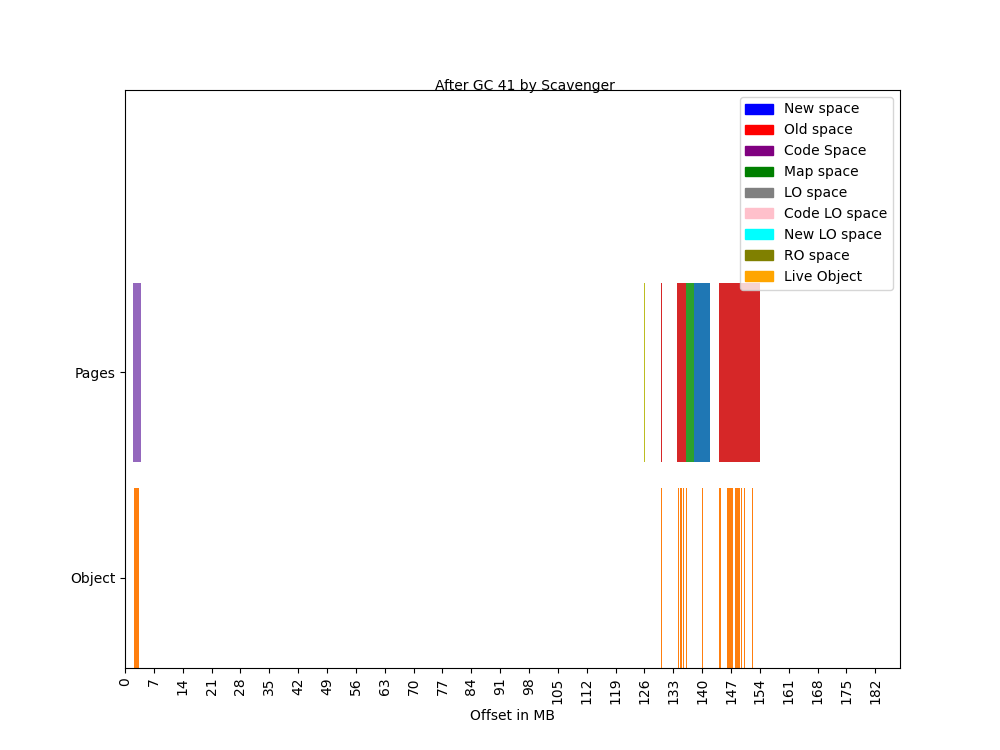 After GC 41 by Scavenger
New space
Old space
Code Space
Map space
LO space
Code LO space
New LO space
RO space
Live Object
Pages
Object
0 7 14 21 28 35 42 49 56 63 70 77 84 91 98 105 112 119 126 133 140 147 154 161 168 175 182
Offset in MB